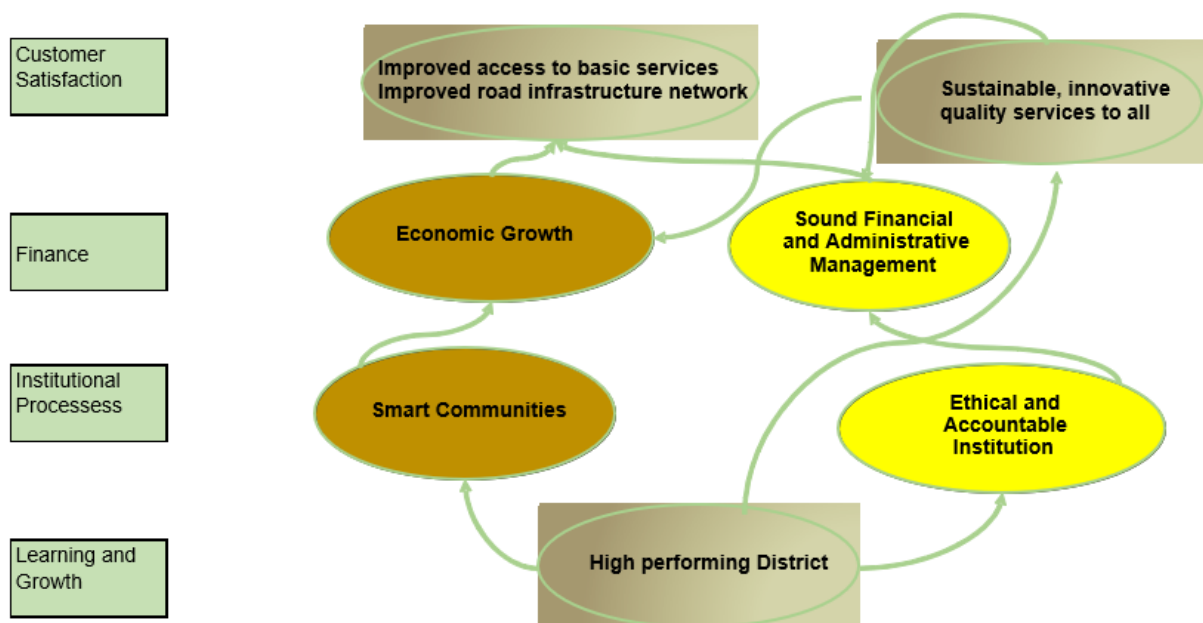 Customer
Satisfaction
Improved access to basic services
Improved road infrastructure network
Sustainable, innovative
quality services to all
Finance
Economic Growth
Sound Financial
and Administrative
Management
Institutional
Processess
Smart Communities
Ethical and
Accountable
Institution
Learning and
Growth
High performing District